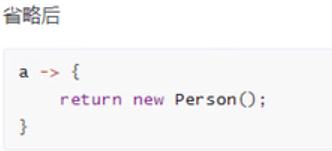 省略后
a -> {
    return new Person();
}